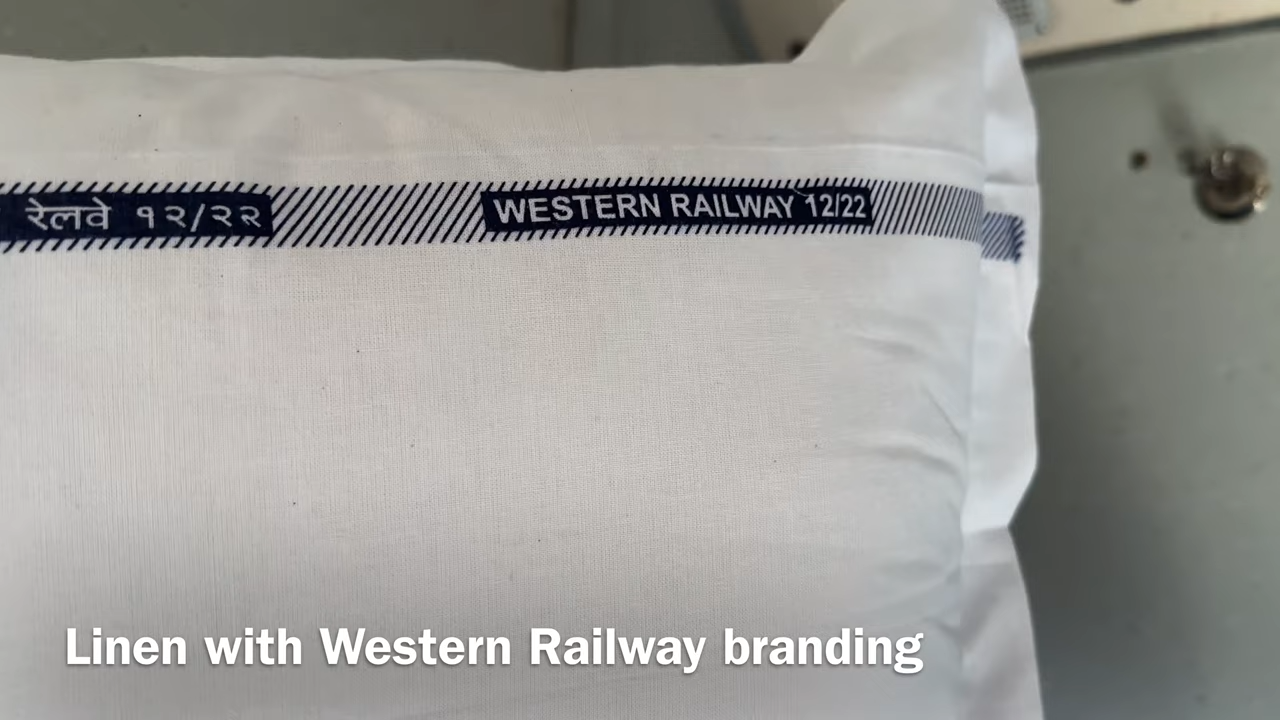 रेलवे १२/२२ WESTERN RAILWAY 12/22
Linen with Western Railway branding